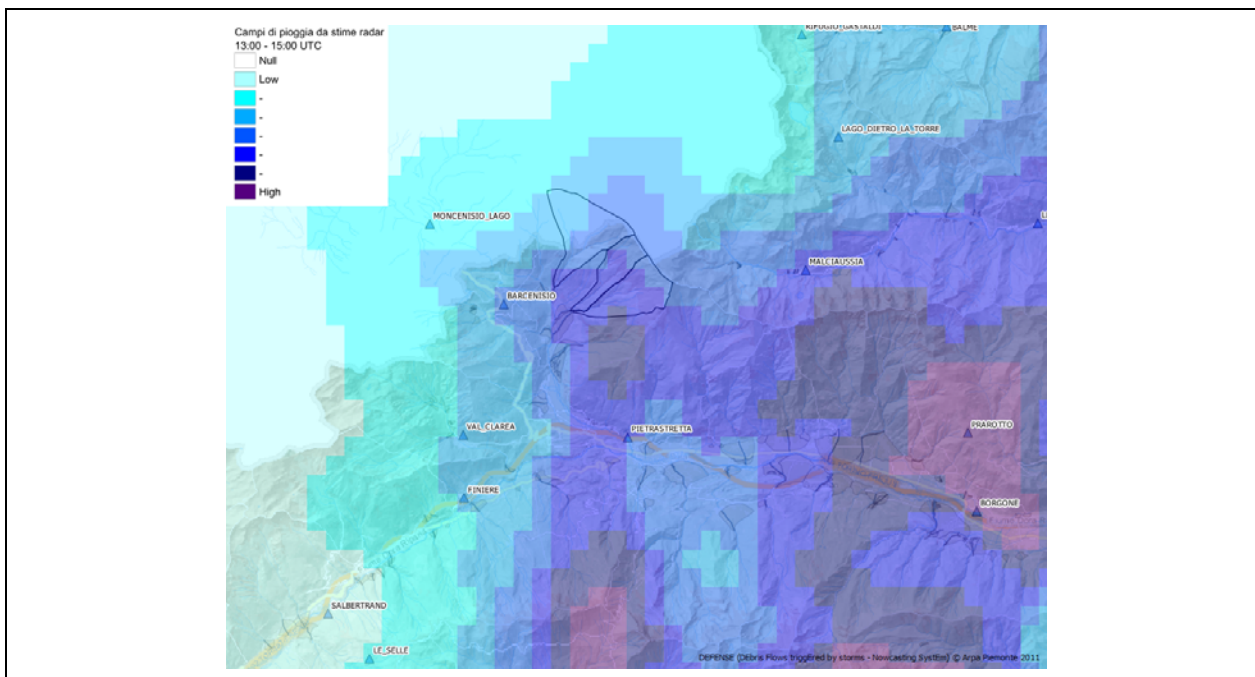 Campi di pioggia da stime radar
13:00 - 15:00 UTC
Null
Low
-
-
-
-
-
High
RIFUGIO_GASTALDI
BALME
LAGO_DIETRO_LA_TORRE
MONCENISIO_LAGO
MALCIAUSSIA
BARCENISIO
VAL_CLAREA
PIETRASTRETTA
PRAROTTO
FINIERE
BORGONE
SALBERTRAND
LE_SELLE
DEFENSE (DEbris Flows triggEred by storms - Nowcasting SystEm) © Arpa Piemonte 2011